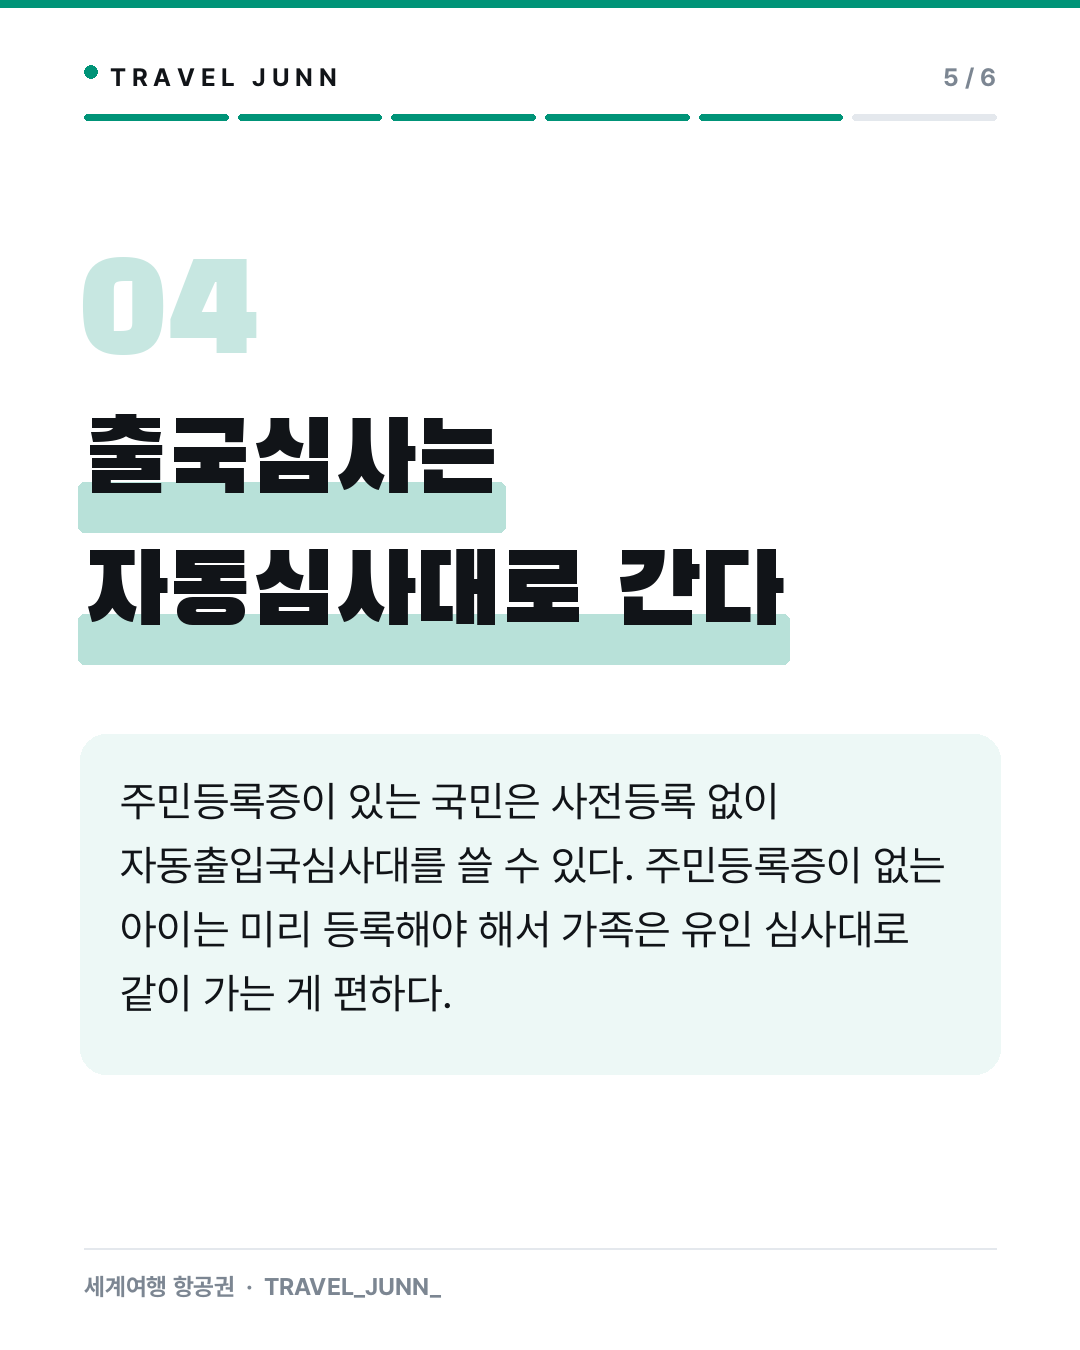 TRAVEL JUNN
5 / 6
04
출국심사는
자동심사대로 간다
주민등록증이 있는 국민은 사전등록 없이
자동출입국심사대를 쓸 수 있다. 주민등록증이 없는
아이는 미리 등록해야 해서 가족은 유인 심사대로
같이 가는 게 편하다.
세계여행 항공권 · TRAVEL_JUNN_